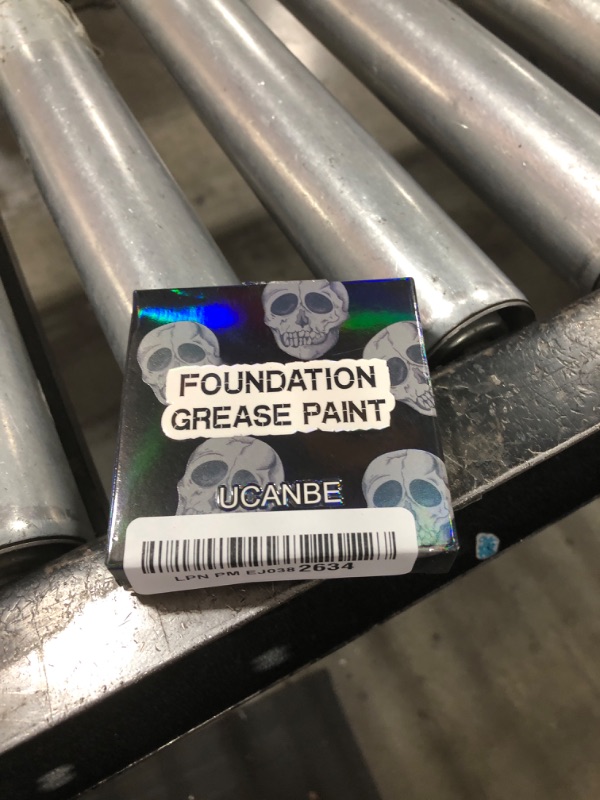 FOUNDATION
GREASE PAINT
UCANBE
LPN PM EJ038 2634